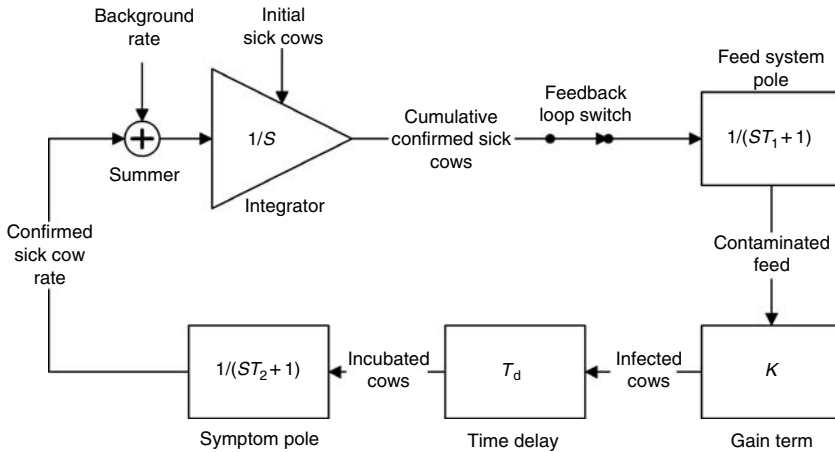 Background
rate
Initial
sick cows
1/S
Integrator
Summer
Cumulative
confirmed sick
cows
Feedback
loop switch
Feed system
pole
1/(ST₁+1)
Contaminated
feed
K
Gain term
Infected
cows
T_d
Time delay
Incubated
cows
1/(ST₂+1)
Symptom pole
Confirmed
sick cow
rate